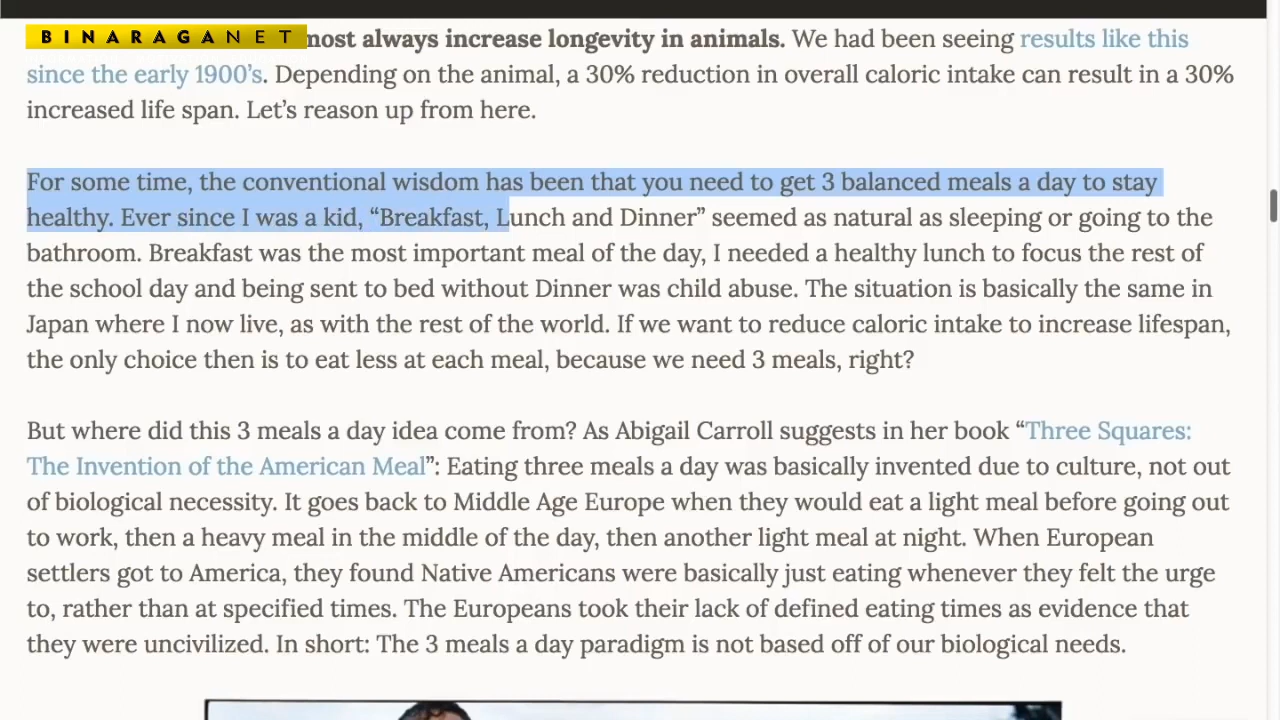 BINARAGANET most always increase longevity in animals. We had been seeing results like this
since the early 1900’s. Depending on the animal, a 30% reduction in overall caloric intake can result in a 30%
increased life span. Let’s reason up from here.
For some time, the conventional wisdom has been that you need to get 3 balanced meals a day to stay
healthy. Ever since I was a kid, “Breakfast, Lunch and Dinner” seemed as natural as sleeping or going to the
bathroom. Breakfast was the most important meal of the day, I needed a healthy lunch to focus the rest of
the school day and being sent to bed without Dinner was child abuse. The situation is basically the same in
Japan where I now live, as with the rest of the world. If we want to reduce caloric intake to increase lifespan,
the only choice then is to eat less at each meal, because we need 3 meals, right?
But where did this 3 meals a day idea come from? As Abigail Carroll suggests in her book “Three Squares:
The Invention of the American Meal”: Eating three meals a day was basically invented due to culture, not out
of biological necessity. It goes back to Middle Age Europe when they would eat a light meal before going out
to work, then a heavy meal in the middle of the day, then another light meal at night. When European
settlers got to America, they found Native Americans were basically just eating whenever they felt the urge
to, rather than at specified times. The Europeans took their lack of defined eating times as evidence that
they were uncivilized. In short: The 3 meals a day paradigm is not based off of our biological needs.